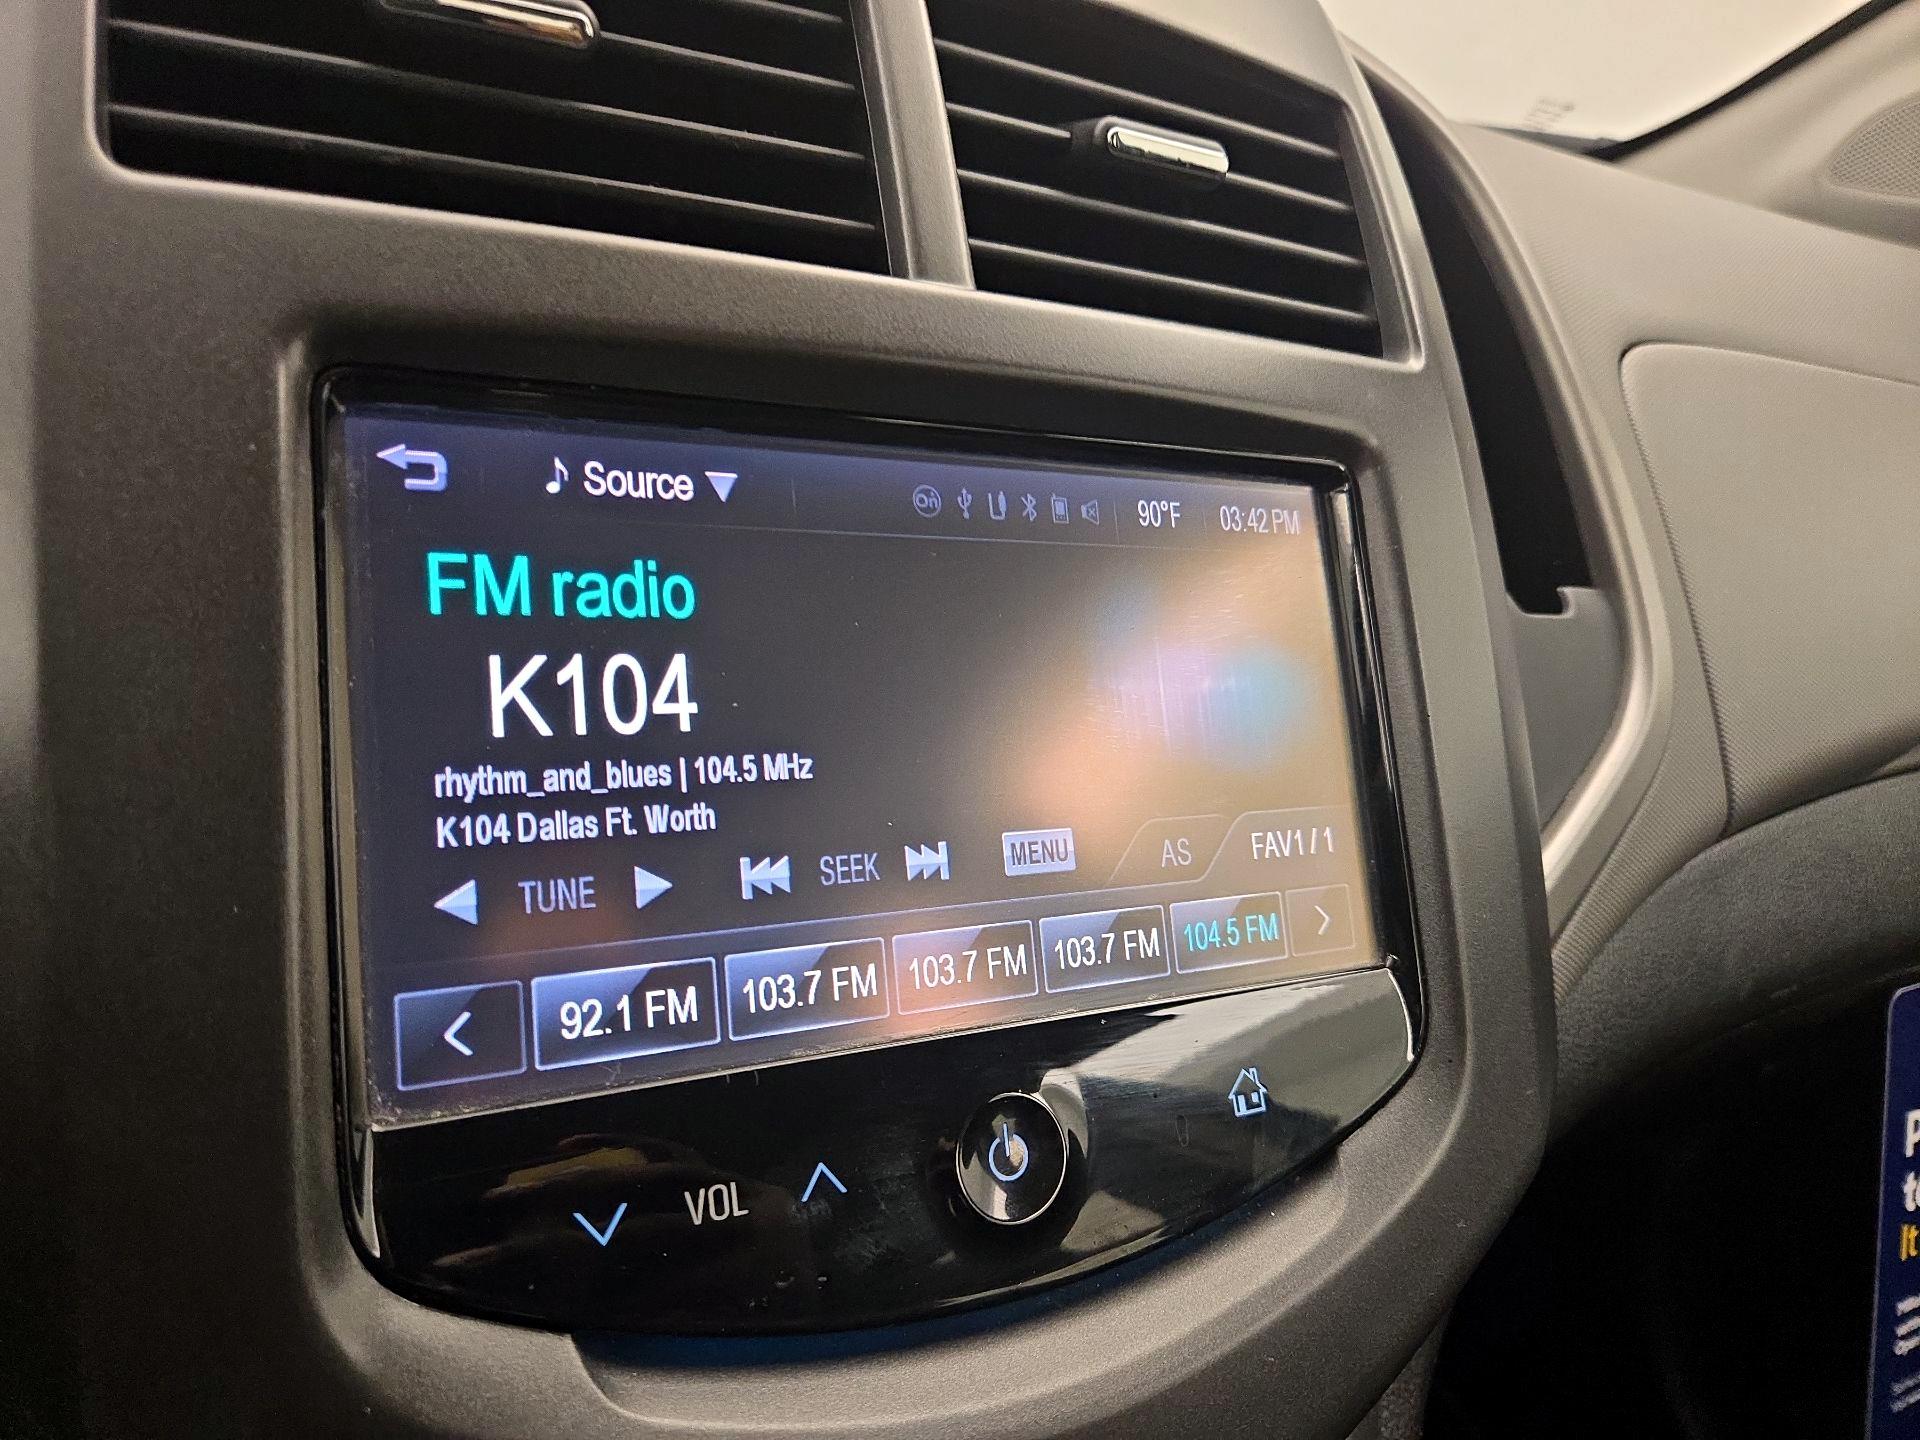 Source
90°F
03:42 PM
FM radio
K104
rhythm_and_blues | 104.5 MHz
K104 Dallas Ft. Worth
TUNE
SEEK
MENU
AS
FAV1 / 1
92.1 FM
103.7 FM
103.7 FM
103.7 FM
104.5 FM
VOL